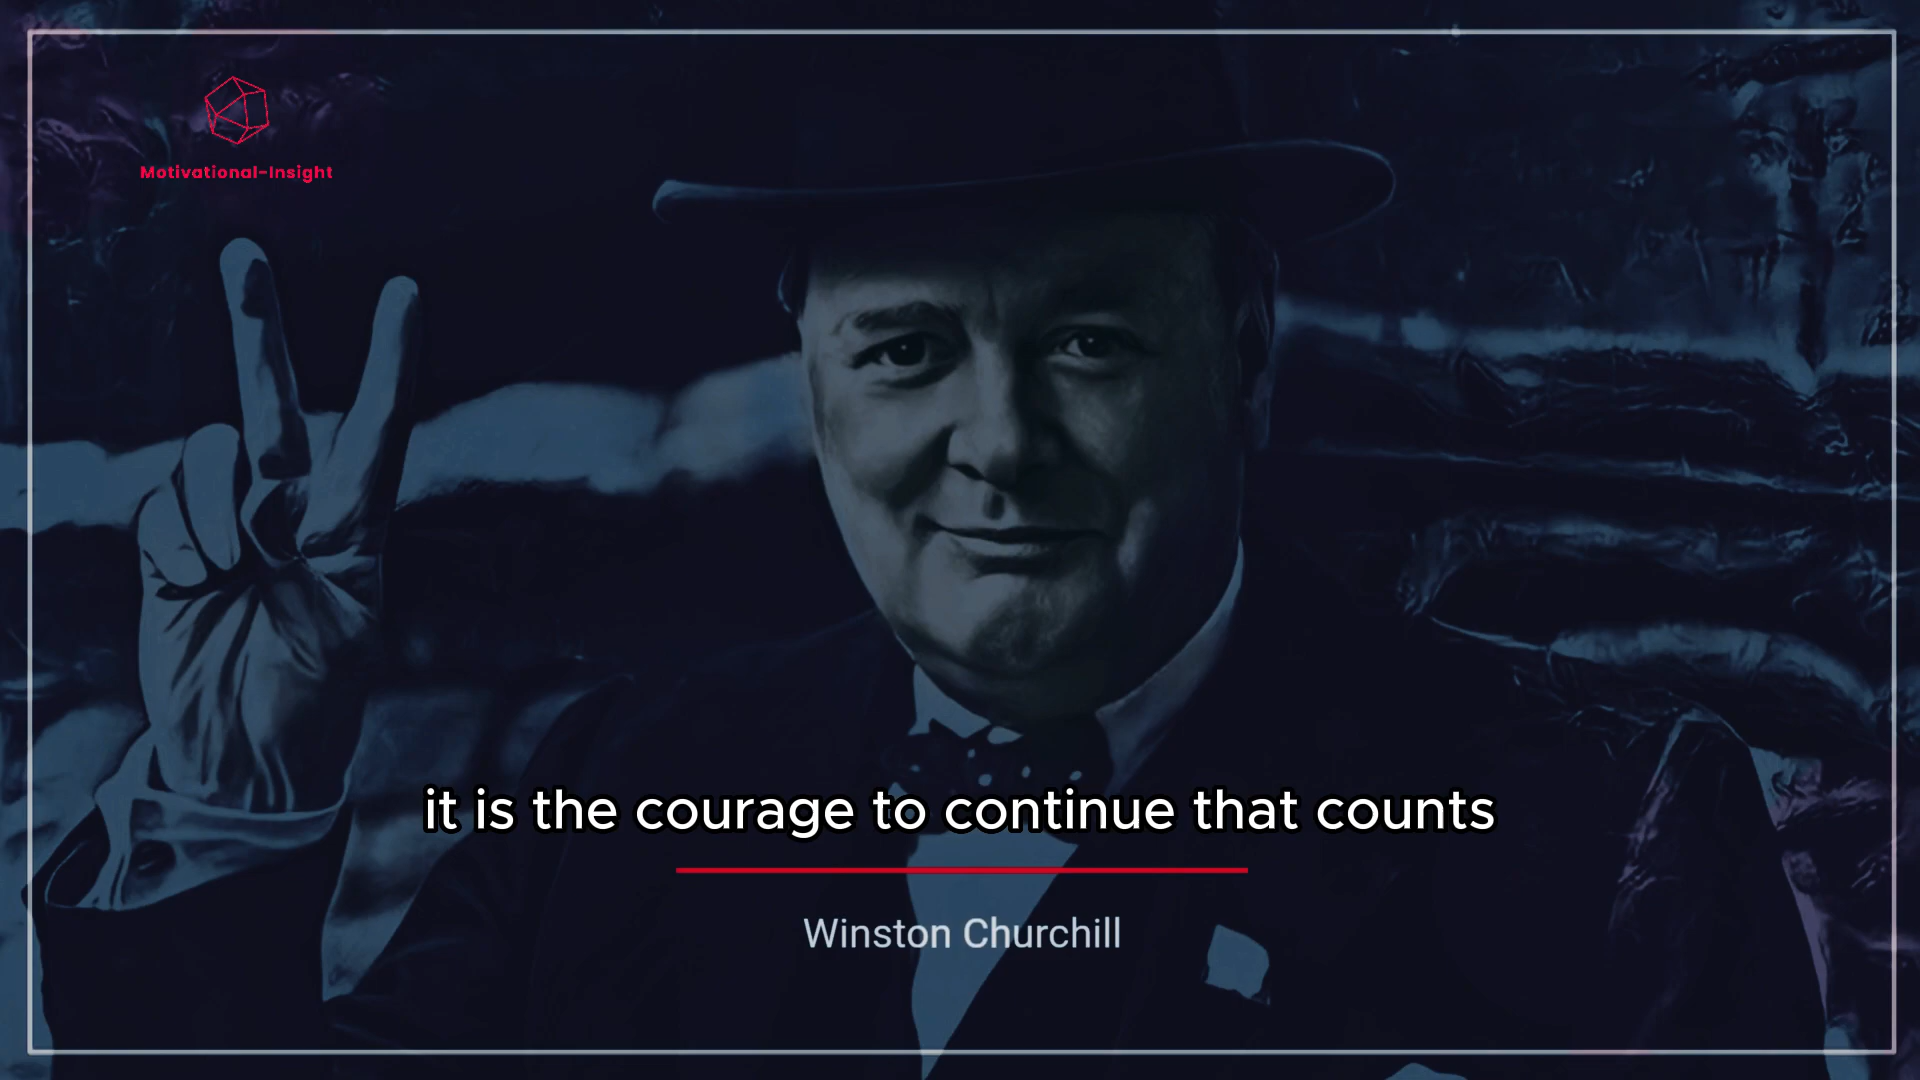 Motivational-Insight
it is the courage to continue that counts
Winston Churchill